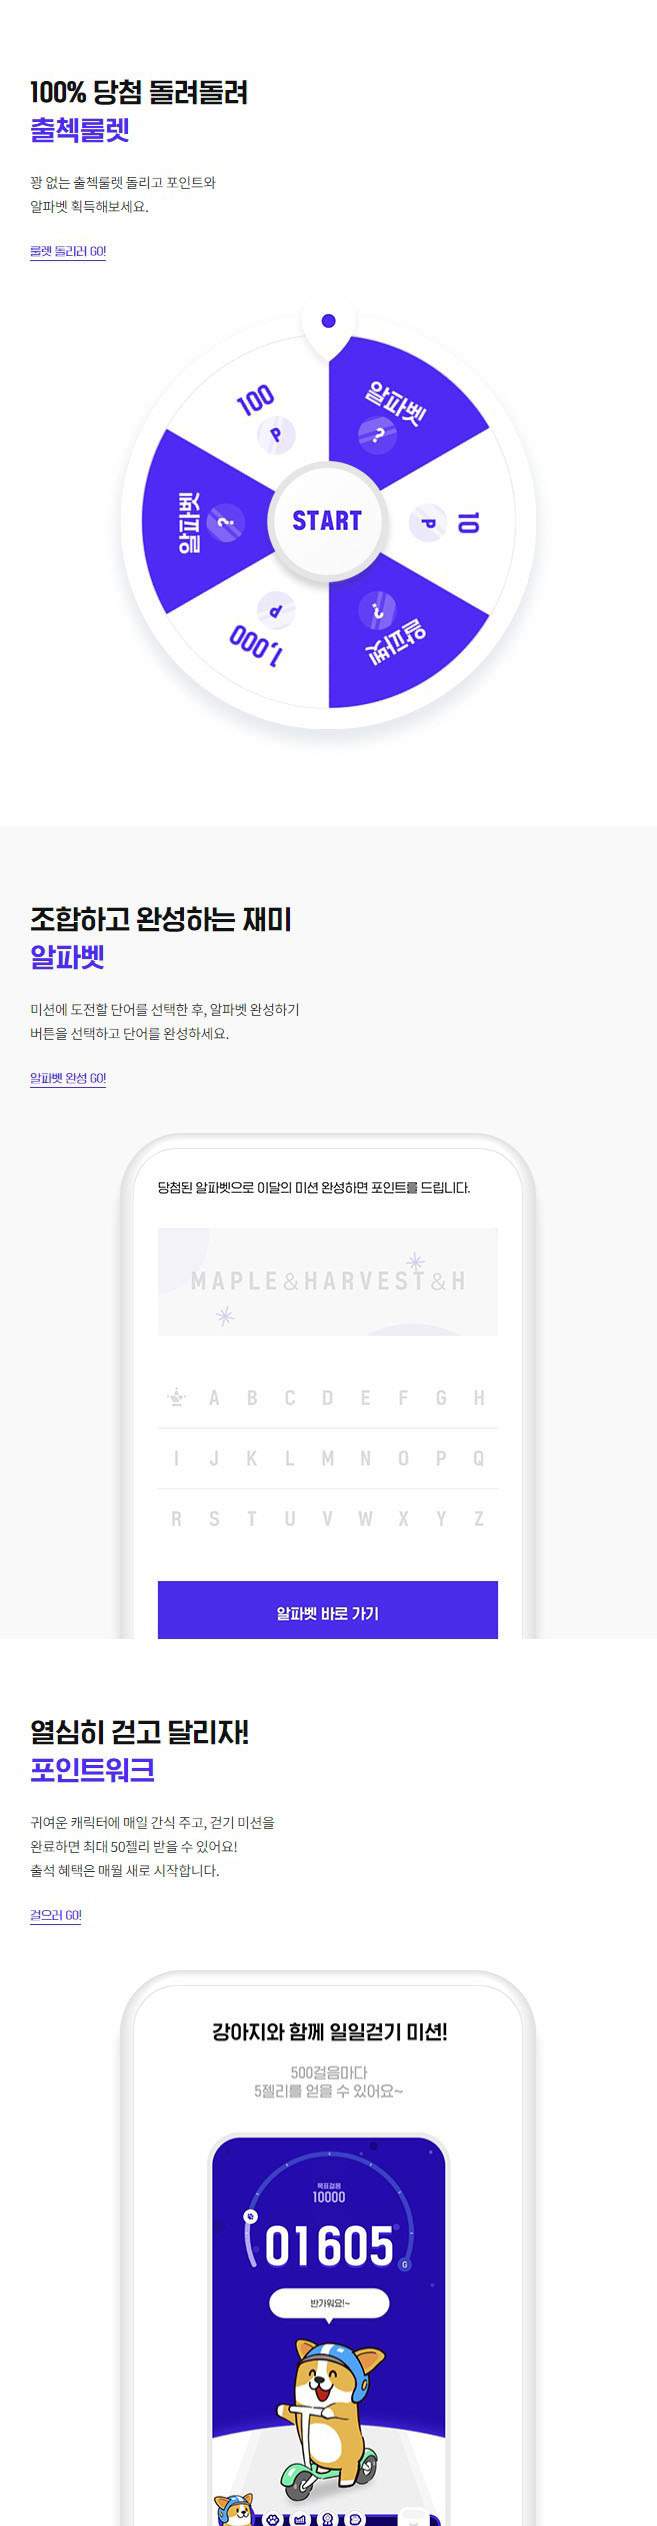 100% 당첨 돌려돌려
출첵룰렛
꽝 없는 출첵룰렛 돌리고 포인트와
알파벳 획득해보세요.
룰렛 돌리러 GO!
100
P
알파벳
?
알파벳
?
START
P
10
P
1,000
?
알파벳
조합하고 완성하는 재미
알파벳
미션에 도전할 단어를 선택한 후, 알파벳 완성하기
버튼을 선택하고 단어를 완성하세요.
알파벳 완성 GO!
당첨된 알파벳으로 이달의 미션 완성하면 포인트를 드립니다.
MAPLE&HARVEST&H
A B C D E F G H
I J K L M N O P Q
R S T U V W X Y Z
알파벳 바로 가기
열심히 걷고 달리자!
포인트워크
귀여운 캐릭터에 매일 간식 주고, 걷기 미션을
완료하면 최대 50젤리 받을 수 있어요!
출석 혜택은 매월 새로 시작합니다.
걸으러 GO!
강아지와 함께 일일걷기 미션!
500걸음마다
5젤리를 얻을 수 있어요~
목표걸음
10000
01605
G
반가워요!~